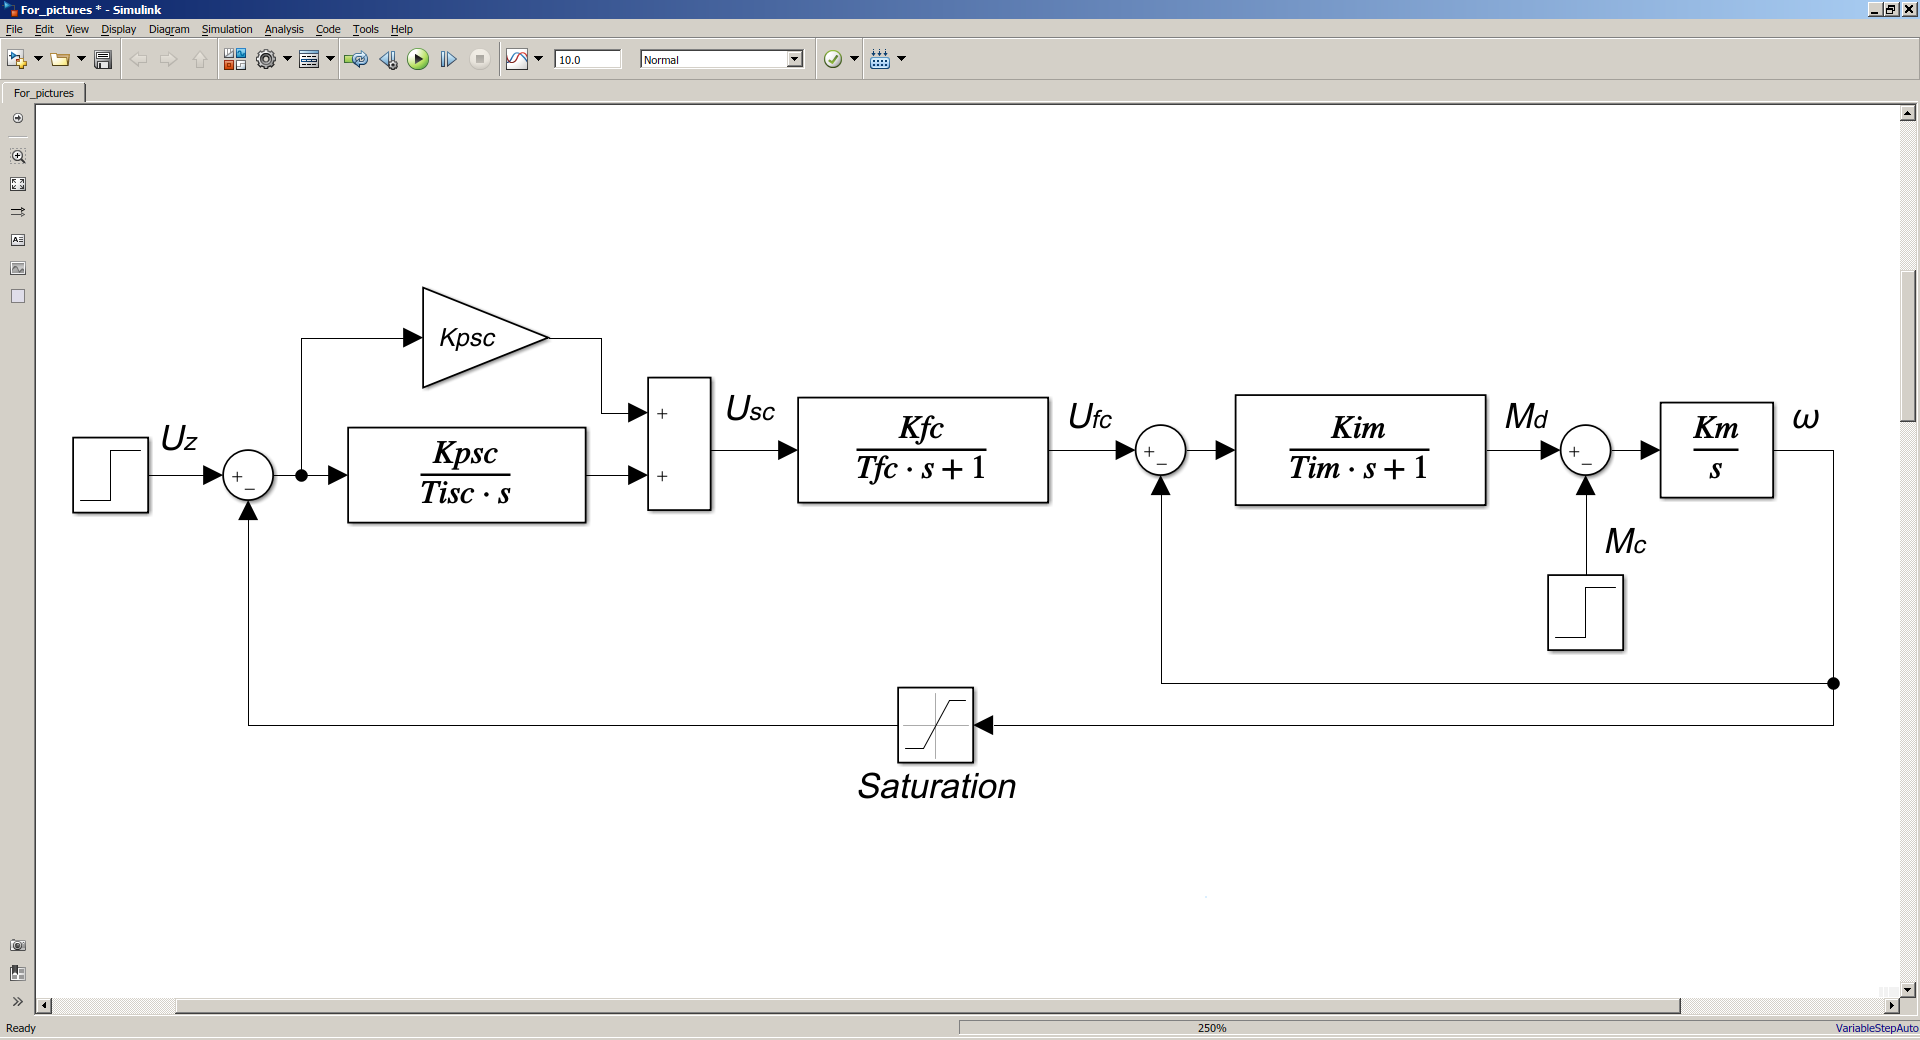 For_pictures * - Simulink
File Edit View Display Diagram Simulation Analysis Code Tools Help
10.0 Normal
For_pictures
Kpsc
Uz
+
−
Kpsc
Tisc · s
+
+
Usc
Kfc
Tfc · s + 1
Ufc
+
−
Kim
Tim · s + 1
Md
+
−
Km
s
ω
Mc
Saturation
Ready 250% VariableStepAuto